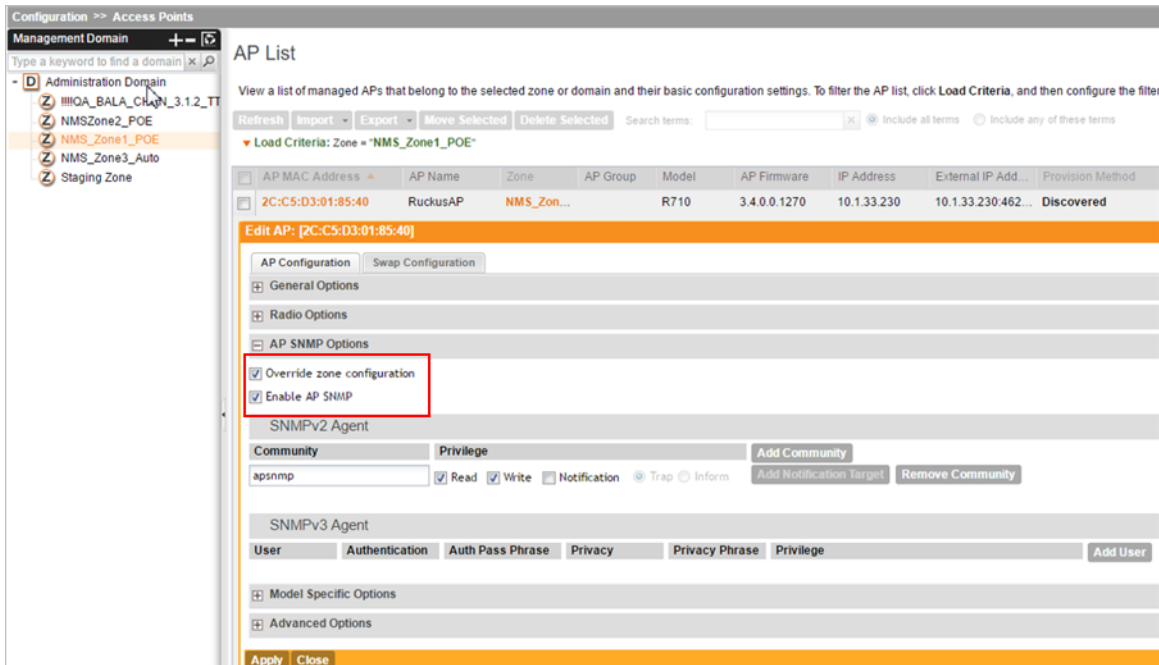 Configuration >> Access Points
Management Domain
Type a keyword to find a domain
D Administration Domain
Z !!!!QA_BALA_CHAIN_3.1.2_TT
Z NMSZone2_POE
Z NMS_Zone1_POE
Z NMS_Zone3_Auto
Z Staging Zone
AP List
View a list of managed APs that belong to the selected zone or domain and their basic configuration settings. To filter the AP list, click Load Criteria, and then configure the filter
Refresh Import Export Move Selected Delete Selected Search terms: Include all terms Include any of these terms
Load Criteria: Zone = "NMS_Zone1_POE"
AP MAC Address AP Name Zone AP Group Model AP Firmware IP Address External IP Add... Provision Method
2C:C5:D3:01:85:40 RuckusAP NMS_Zon... R710 3.4.0.0.1270 10.1.33.230 10.1.33.230:462... Discovered
Edit AP: [2C:C5:D3:01:85:40]
AP Configuration Swap Configuration
General Options
Radio Options
AP SNMP Options
Override zone configuration
Enable AP SNMP
SNMPv2 Agent
Community Privilege Add Community
apsnmp Read Write Notification Trap Inform Add Notification Target Remove Community
SNMPv3 Agent
User Authentication Auth Pass Phrase Privacy Privacy Phrase Privilege Add User
Model Specific Options
Advanced Options
Apply Close